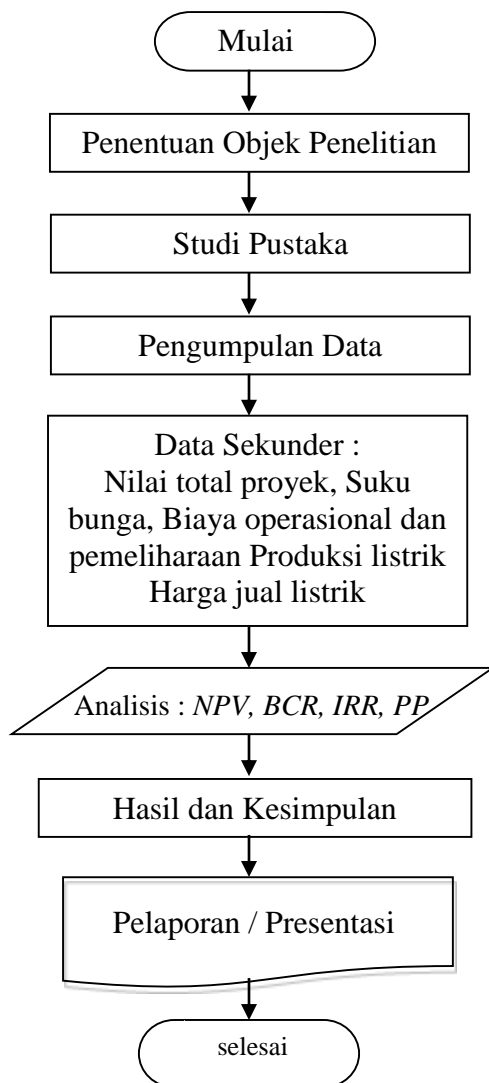 Mulai
Penentuan Objek Penelitian
Studi Pustaka
Pengumpulan Data
Data Sekunder :
Nilai total proyek, Suku
bunga, Biaya operasional dan
pemeliharaan Produksi listrik
Harga jual listrik
Analisis : NPV, BCR, IRR, PP
Hasil dan Kesimpulan
Pelaporan / Presentasi
selesai